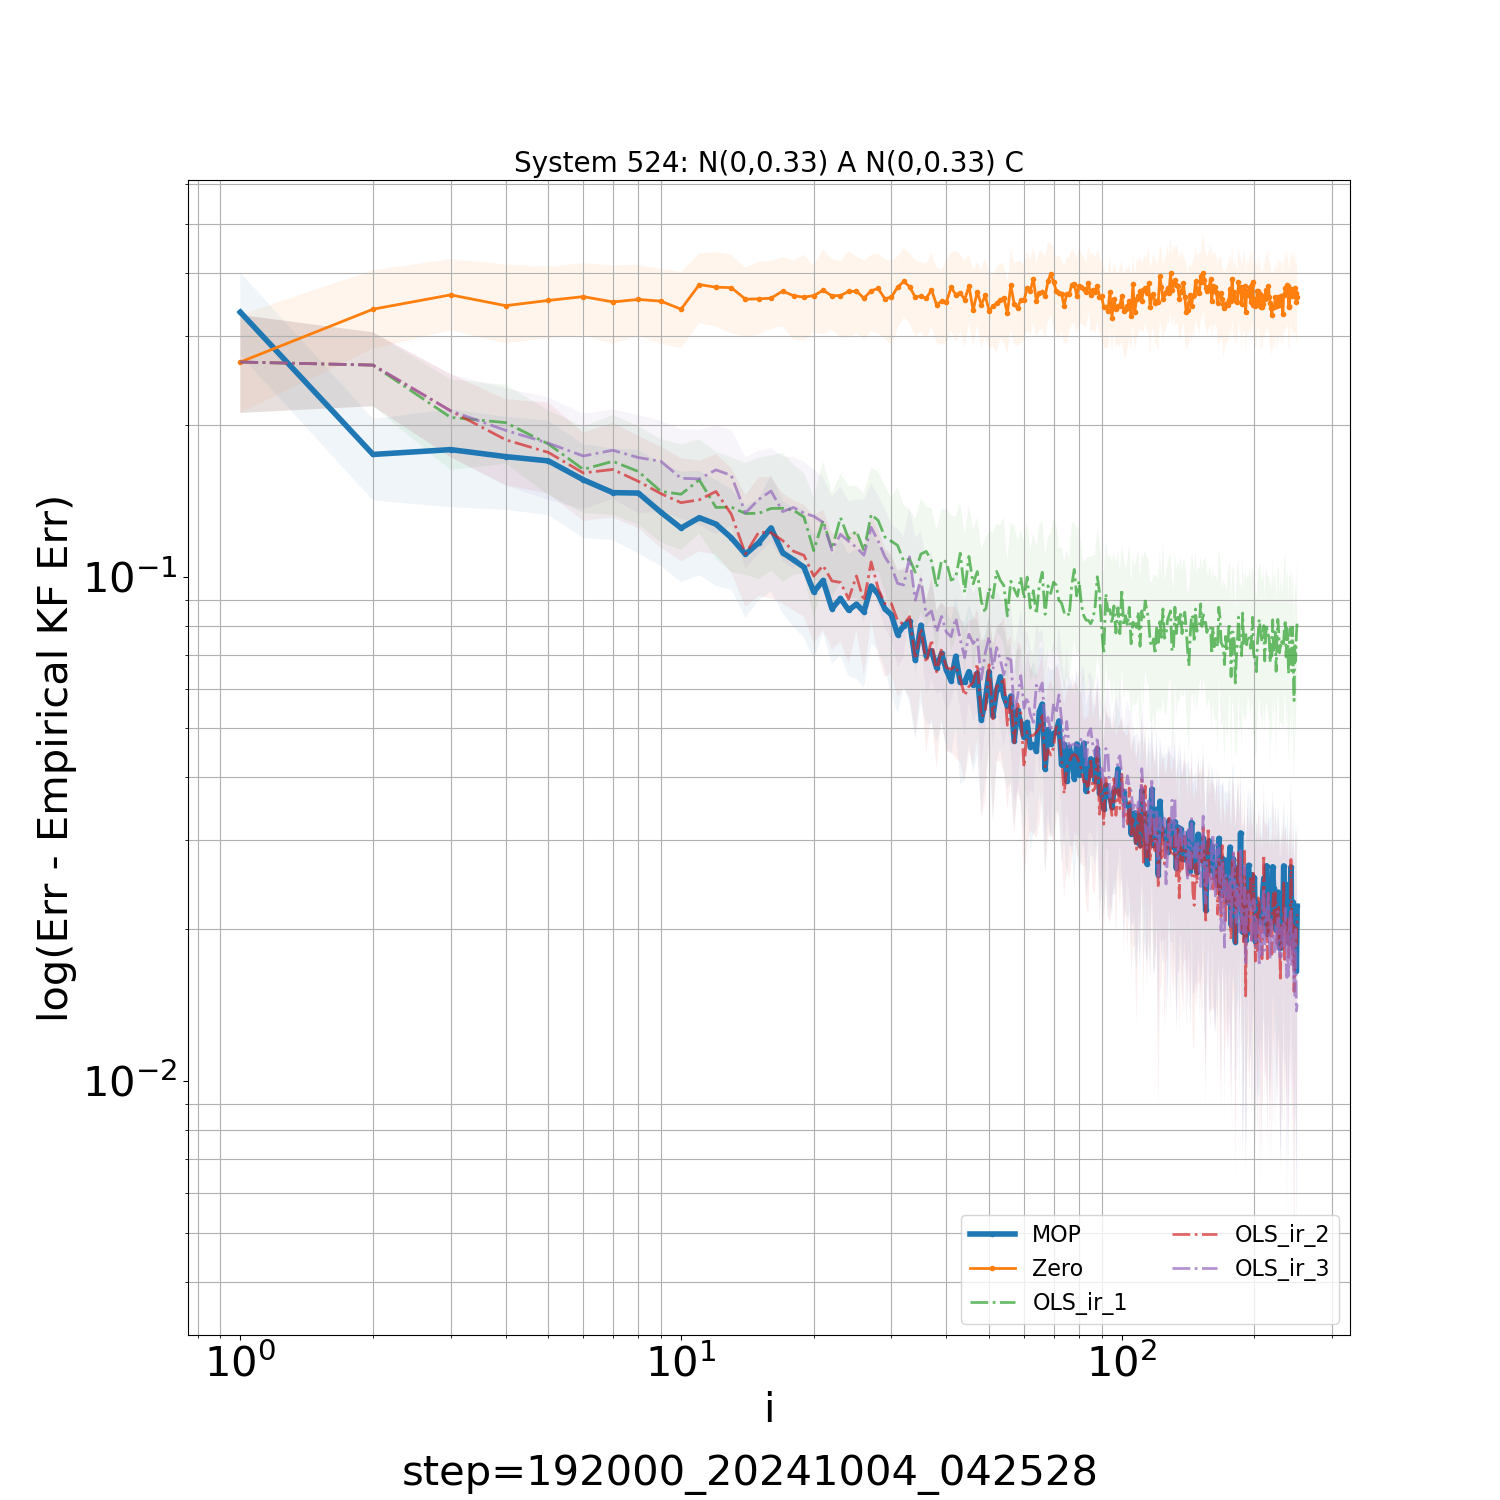 System 524: N(0,0.33) A N(0,0.33) C
log(Err - Empirical KF Err)
10⁻¹
10⁻²
10⁰
10¹
10²
i
MOP
Zero
OLS_ir_1
OLS_ir_2
OLS_ir_3
step=192000_20241004_042528